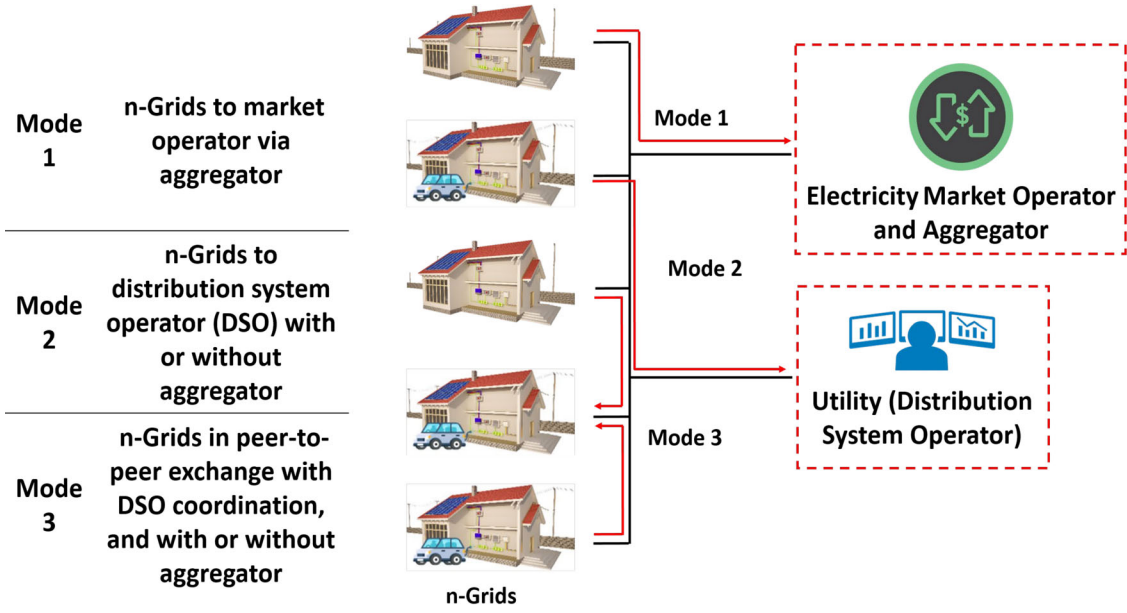 Mode
1
n-Grids to market
operator via
aggregator
Mode
2
n-Grids to
distribution system
operator (DSO) with
or without
aggregator
Mode
3
n-Grids in peer-to-
peer exchange with
DSO coordination,
and with or without
aggregator
n-Grids
Mode 1
Mode 2
Mode 3
$
Electricity Market Operator
and Aggregator
Utility (Distribution
System Operator)